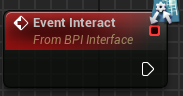 Event Interact
From BPI Interface